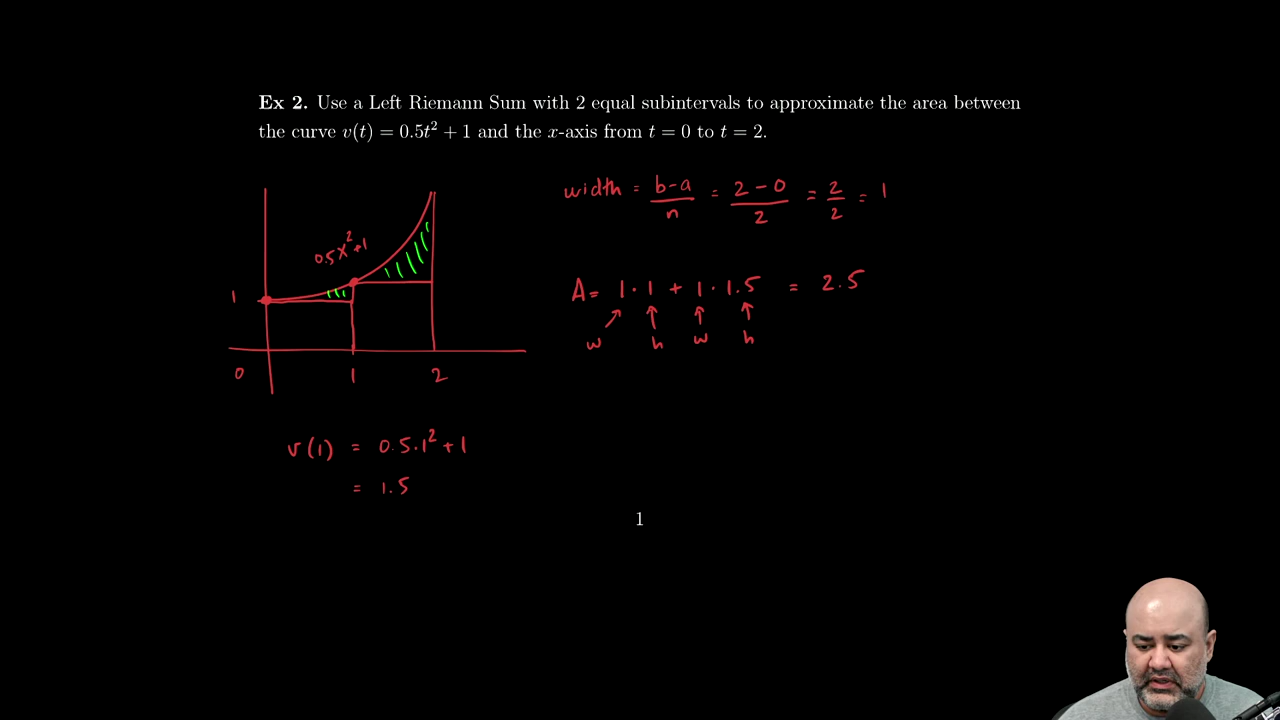 Ex 2. Use a Left Riemann Sum with 2 equal subintervals to approximate the area between
the curve v(t) = 0.5t² + 1 and the x-axis from t = 0 to t = 2.
width = b-a/n = 2-0/2 = 2/2 = 1
0.5x²+1
A = 1·1 + 1·1.5 = 2.5
1
w h w h
0 1 2
v(1) = 0.5·1²+1
= 1.5
1